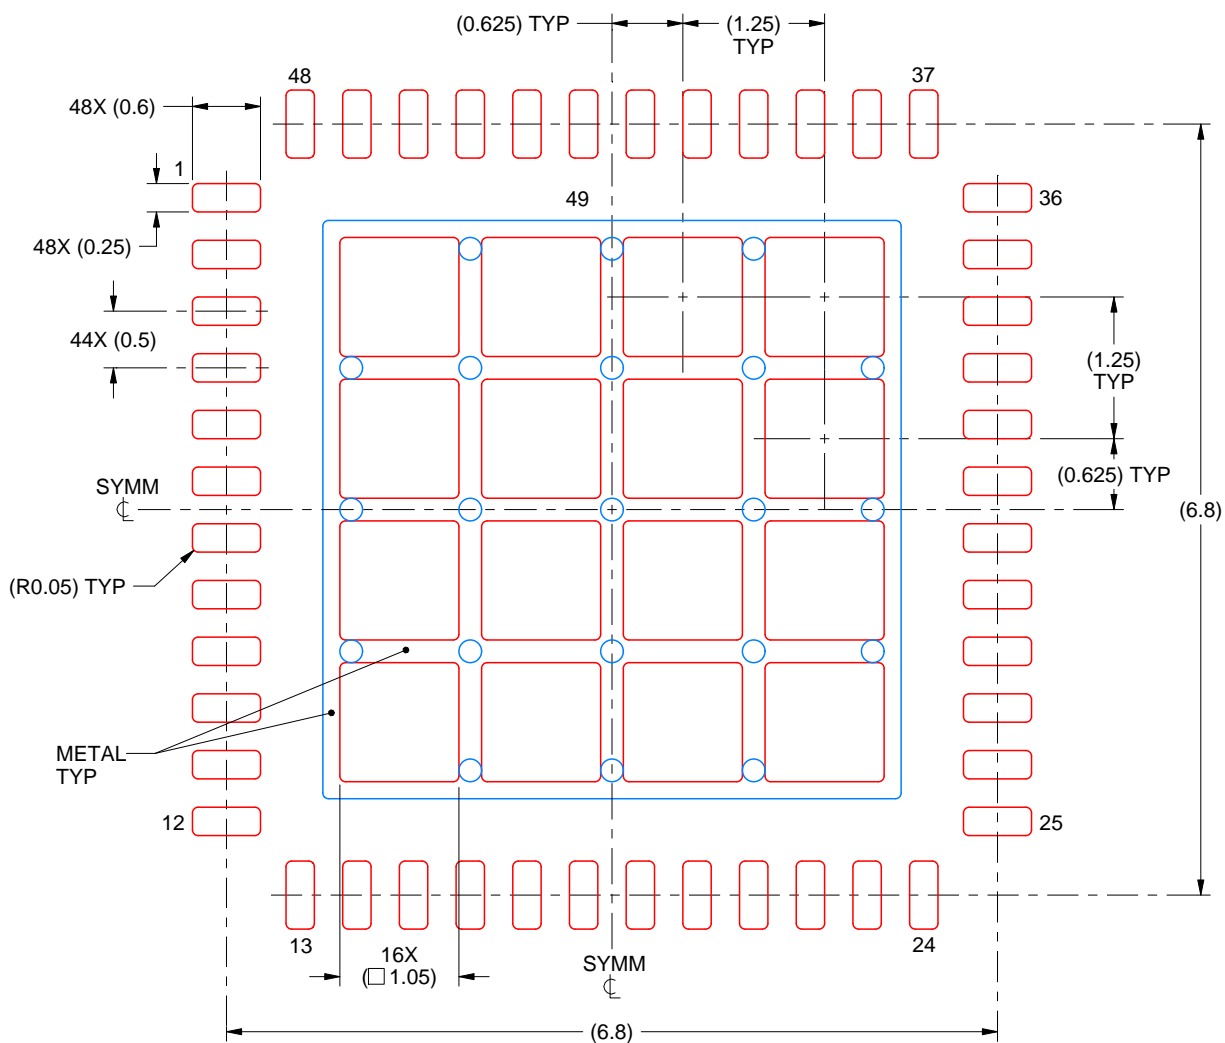 (0.625) TYP
(1.25)
TYP
48
37
48X (0.6)
1
49
36
48X (0.25)
44X (0.5)
(1.25)
TYP
(0.625) TYP
SYMM
℄
(6.8)
(R0.05) TYP
METAL
TYP
12
25
13
16X
(□ 1.05)
24
SYMM
℄
(6.8)